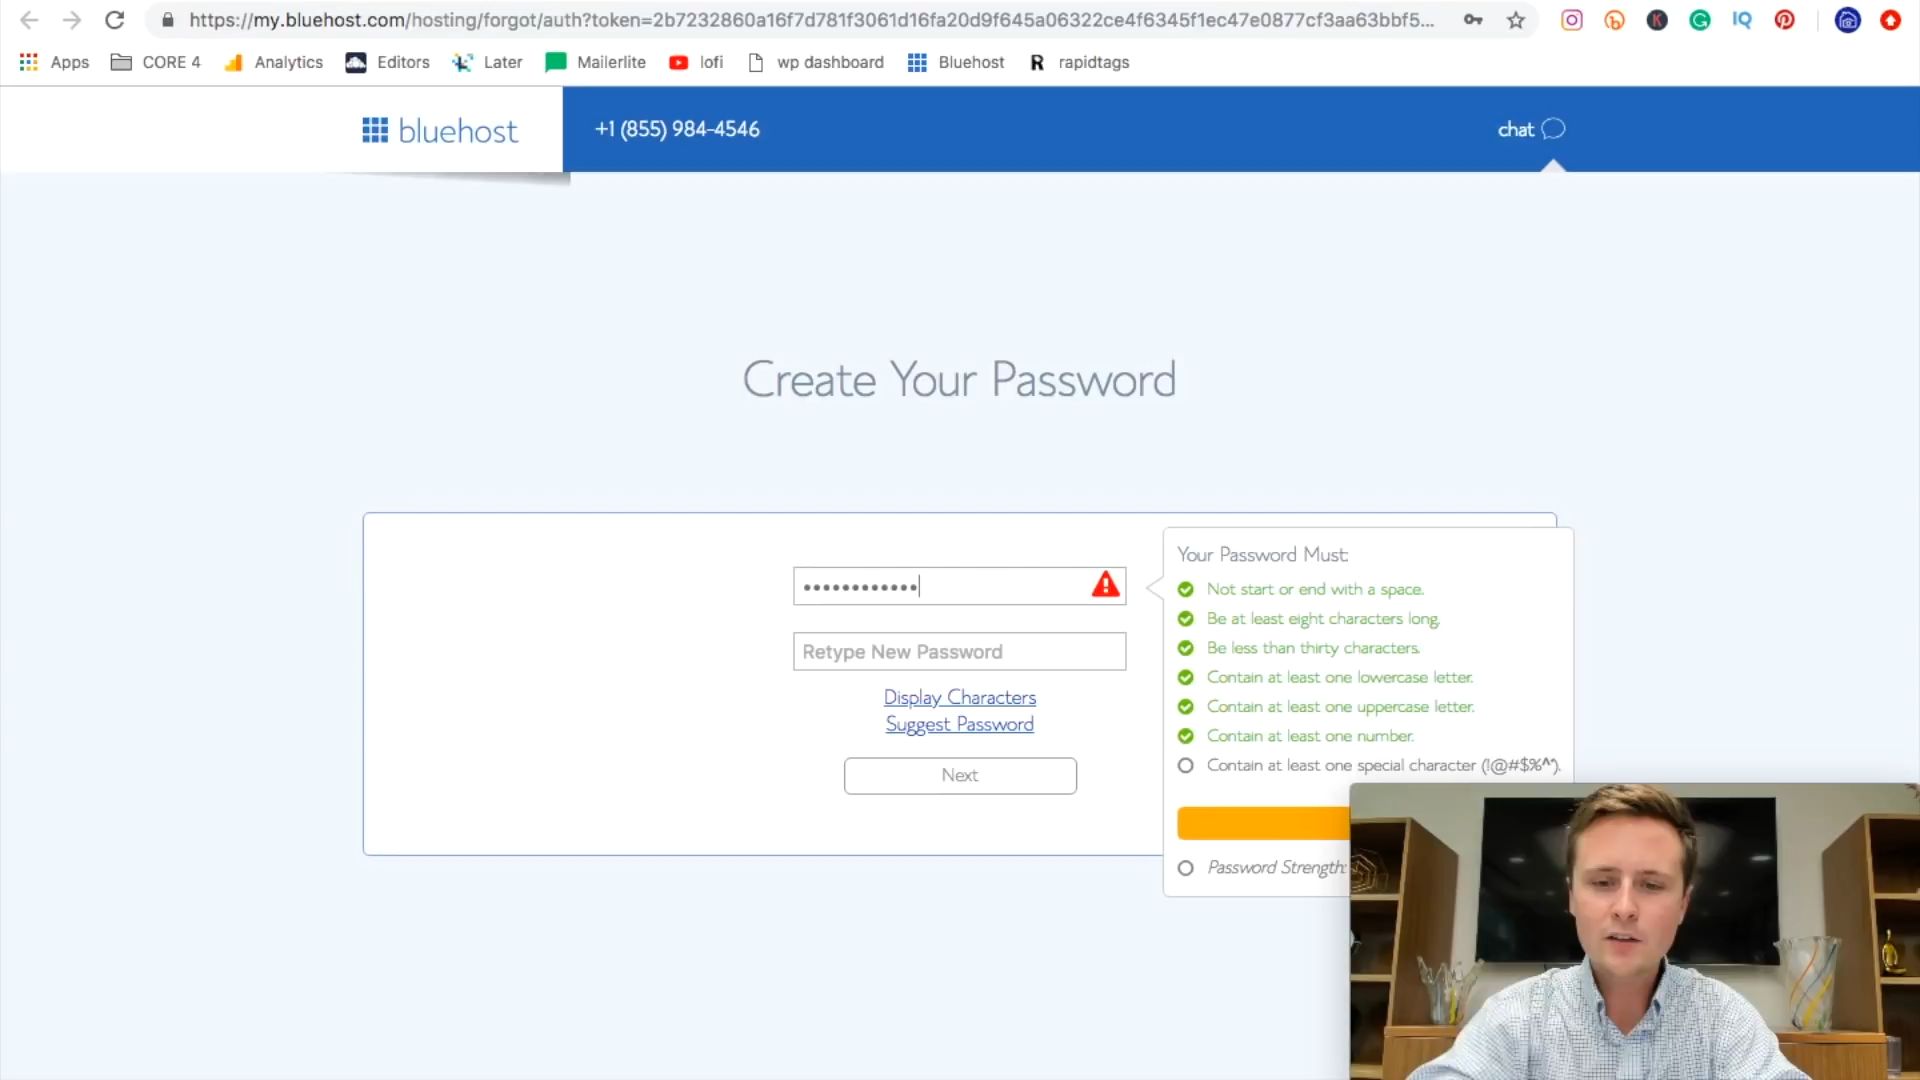 https://my.bluehost.com/hosting/forgot/auth?token=2b7232860a16f7d781f3061d16fa20d9f645a06322ce4f6345f1ec47e0877cf3aa63bbf5...
Apps CORE 4 Analytics Editors Later Mailerlite lofi wp dashboard Bluehost rapidtags
bluehost +1 (855) 984-4546 chat
Create Your Password
Your Password Must:
Not start or end with a space.
Be at least eight characters long.
Be less than thirty characters.
Contain at least one lowercase letter.
Contain at least one uppercase letter.
Contain at least one number.
Contain at least one special character (!@#$%^*).
Password Strength:
Retype New Password
Display Characters
Suggest Password
Next